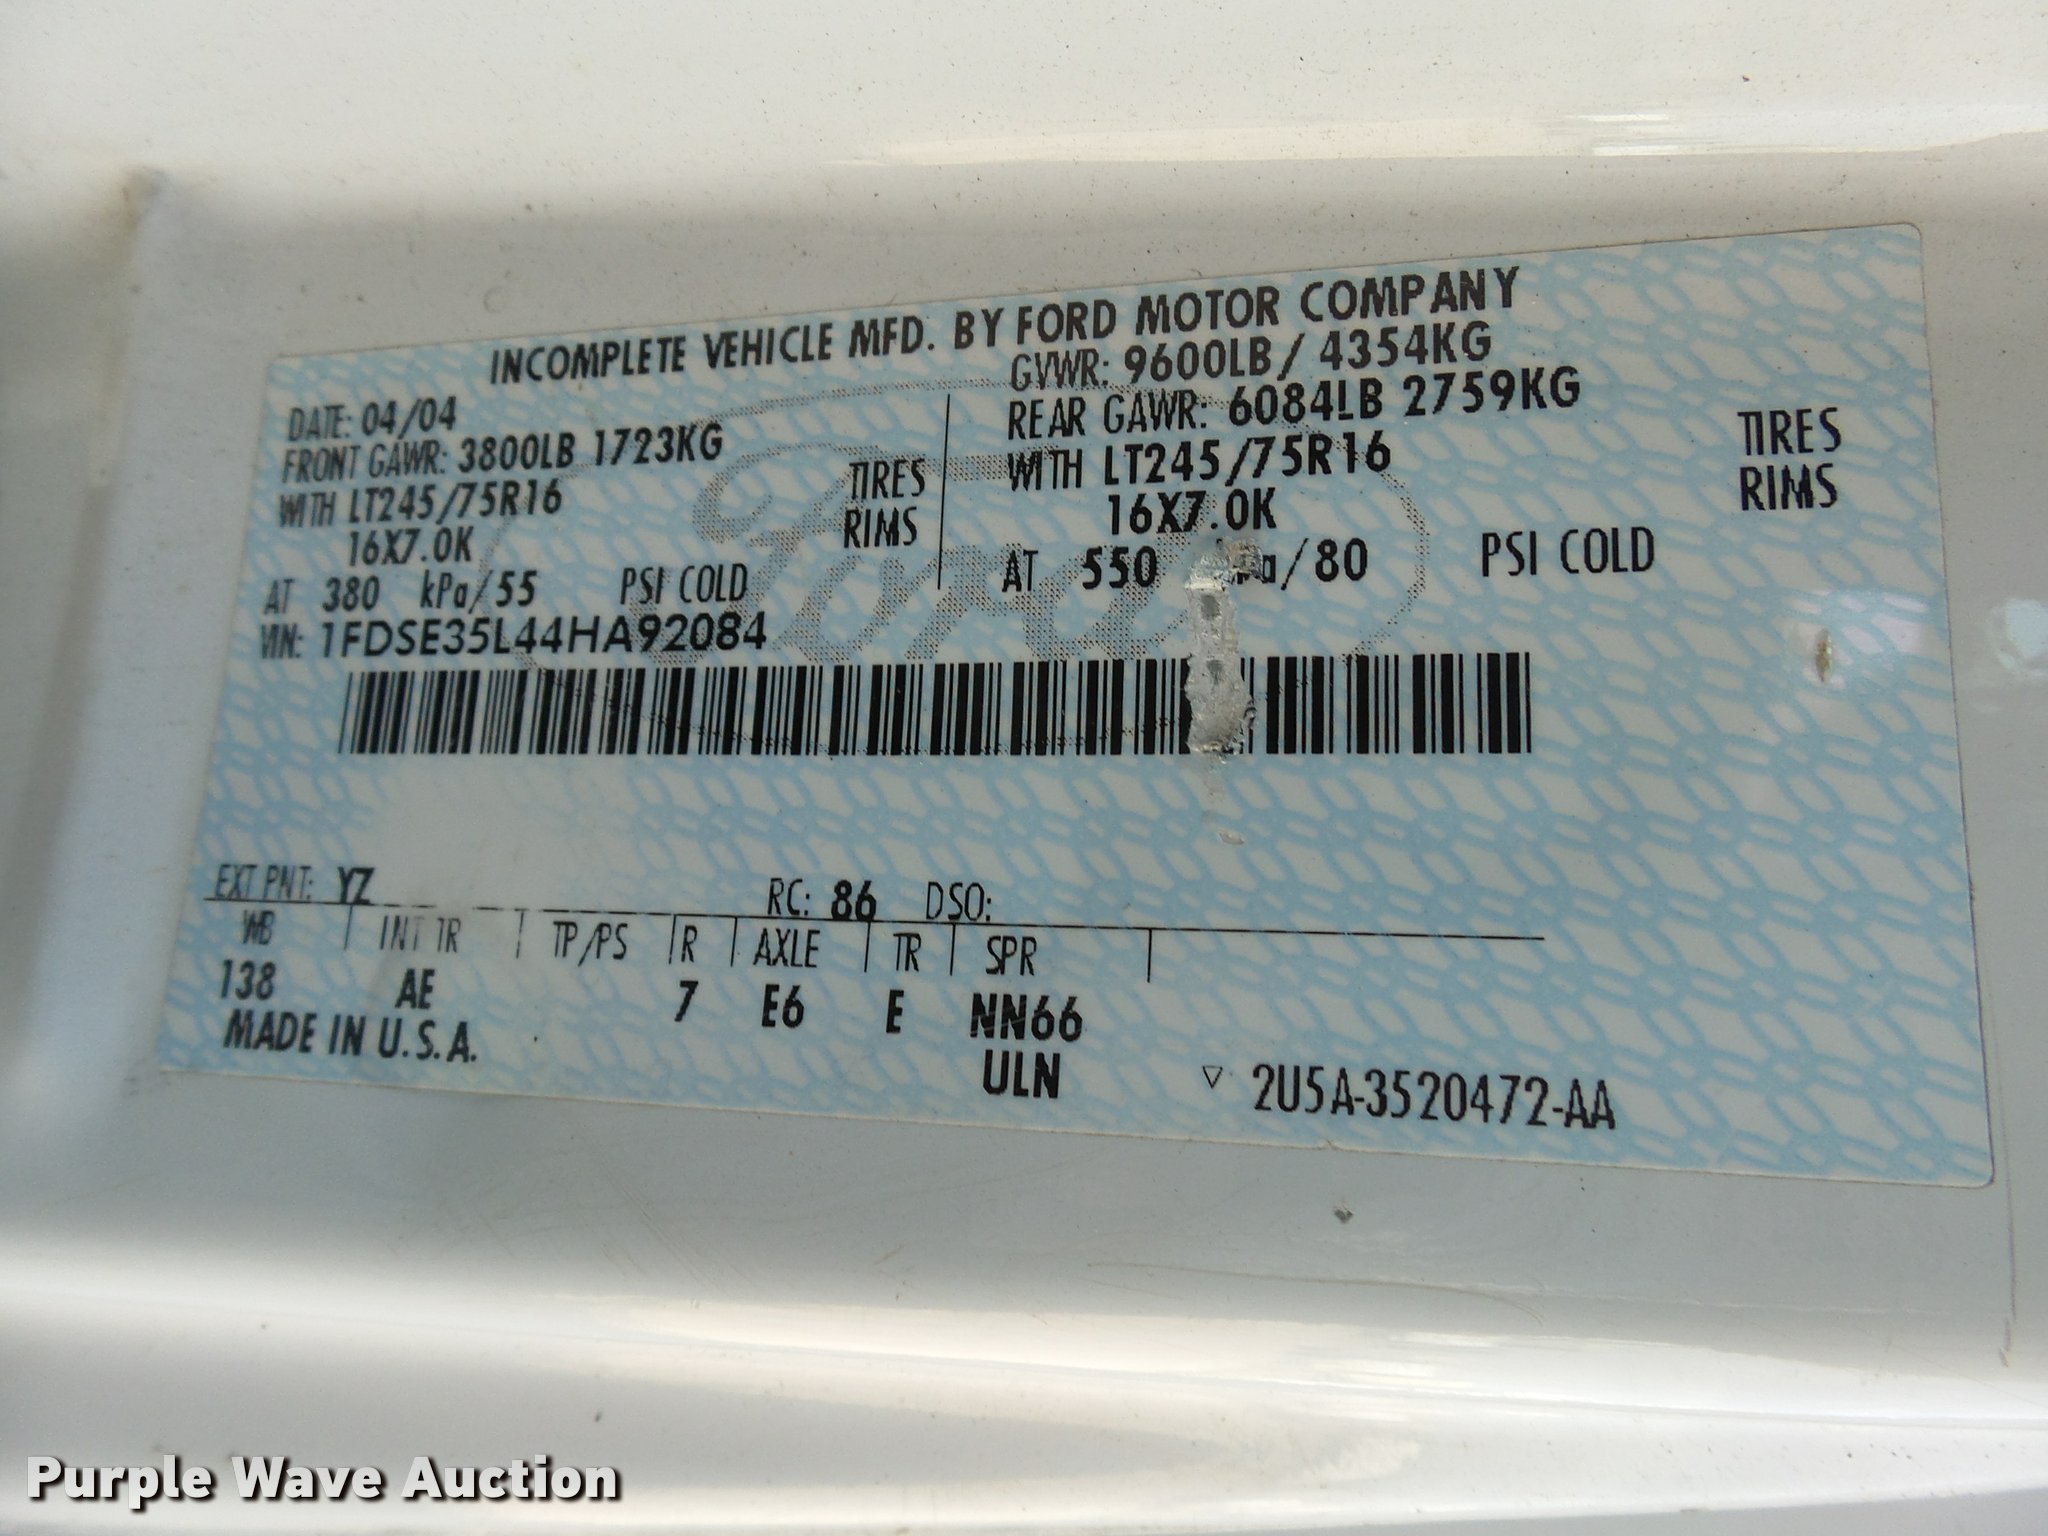 INCOMPLETE VEHICLE MFD. BY FORD MOTOR COMPANY
DATE: 04/04 GVWR: 9600LB/ 4354KG
FRONT GAWR: 3800LB 1723KG REAR GAWR: 6084LB 2759KG
WITH LT245/75R16 TIRES WITH LT245/75R16 TIRES
16X7.0K RIMS 16X7.0K RIMS
AT 380 kPa/55 PSI COLD AT 550 /80 PSI COLD
VIN: 1FDSE35L44HA92084
Ford
EXT PNT: YZ RC: 86 DSO:
WB INT TR TP/PS R AXLE TR SPR
138 AE 7 E6 E NN66
MADE IN U.S.A. ULN
▽ 2U5A-3520472-AA
Purple Wave Auction